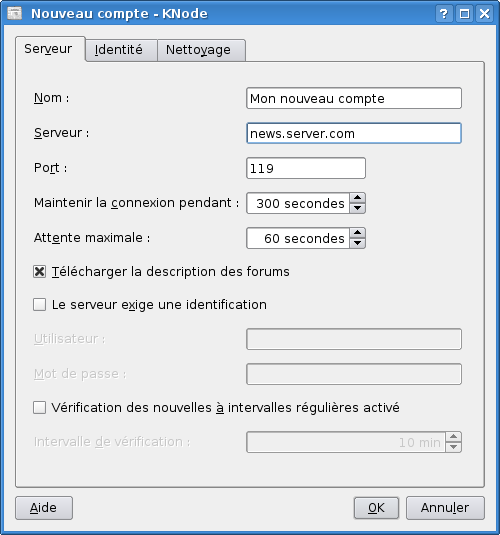 Nouveau compte - KNode
Serveur Identité Nettoyage
Nom : Mon nouveau compte
Serveur : news.server.com
Port : 119
Maintenir la connexion pendant : 300 secondes
Attente maximale : 60 secondes
Télécharger la description des forums
Le serveur exige une identification
Utilisateur :
Mot de passe :
Vérification des nouvelles à intervalles régulières activé
Intervalle de vérification : 10 min
Aide OK Annuler